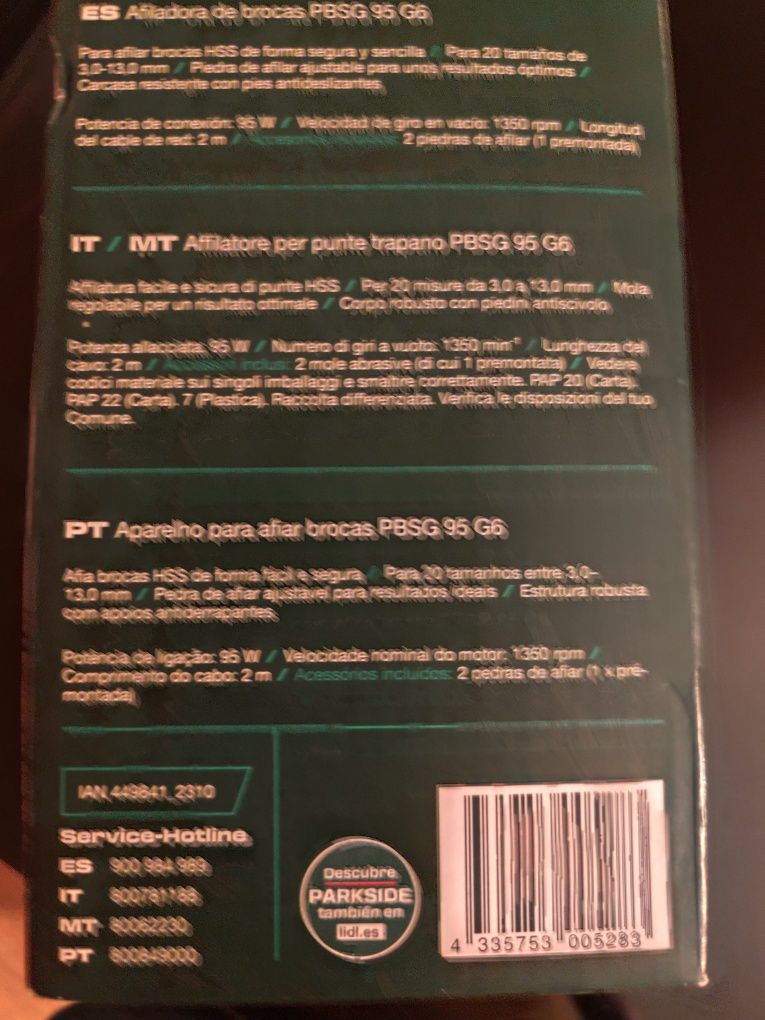 ES Afiladora de brocas PBSG 95 G6
Para afilar brocas HSS de forma segura y sencilla / Para 20 tamaños de
3,0-13,0 mm / Piedra de afilar ajustable para unos resultados óptimos /
Carcasa resistente con pies antideslizantes
Potencia de conexión: 95 W / Velocidad de giro en vacío: 1350 rpm / Longitud
del cable de red: 2 m / Accesorios incluidos: 2 piedras de afilar (1 premontada)
IT / MT Affilatore per punte trapano PBSG 95 G6
Affilatura facile e sicura di punte HSS / Per 20 misure da 3,0 a 13,0 mm / Mola
regolabile per un risultato ottimale / Corpo robusto con piedini antiscivolo
Potenza allacciata: 95 W / Numero di giri a vuoto: 1350 min⁻¹ / Lunghezza del
cavo: 2 m / Accessori inclusi: 2 mole abrasive (di cui 1 premontata) / Vedere
codici materiale sui singoli imballaggi e smaltire correttamente. PAP 20 (Carta).
PAP 22 (Carta). 7 (Plastica). Raccolta differenziata. Verifica le disposizioni del tuo
Comune.
PT Aparelho para afiar brocas PBSG 95 G6
Afia brocas HSS de forma fácil e segura / Para 20 tamanhos entre 3,0–
13,0 mm / Pedra de afiar ajustável para resultados ideais / Estrutura robusta
com apoios antiderrapantes
Potência de ligação: 95 W / Velocidade nominal do motor: 1350 rpm /
Comprimento do cabo: 2 m / Acessórios incluídos: 2 pedras de afiar (1 x pré-
montada)
IAN 449841_2310
Service-Hotline
ES 900 984 989
IT 800781188
MT 80062230
PT 800849000
Descubre
PARKSIDE
también en
lidl.es
4 335753 005283